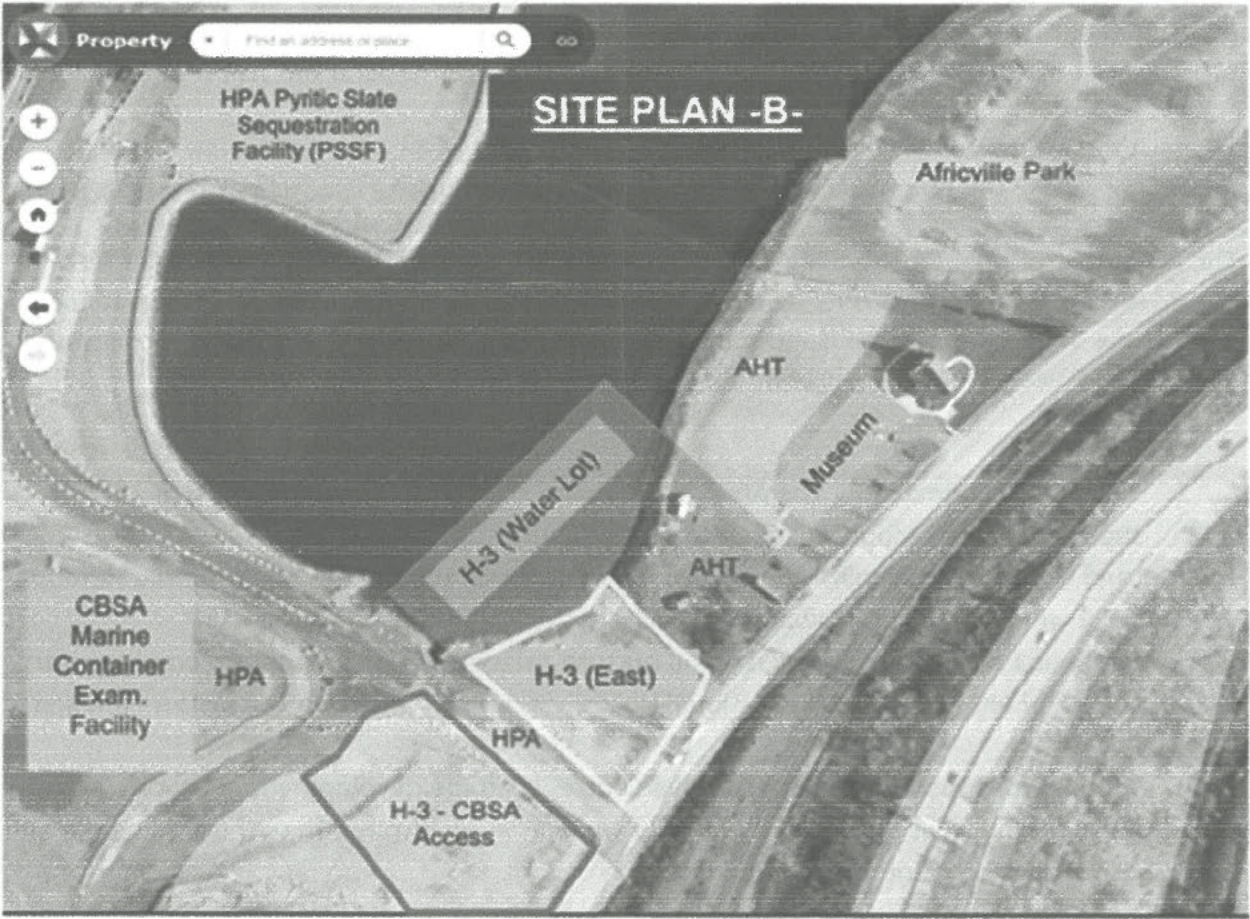 Property
Find an address or place
GO
SITE PLAN -B-
HPA Pyritic Slate
Sequestration
Facility (PSSF)
Africville Park
AHT
Museum
H-3 (Water Lot)
AHT
CBSA
Marine
Container
Exam.
Facility
HPA
H-3 (East)
HPA
H-3 - CBSA
Access